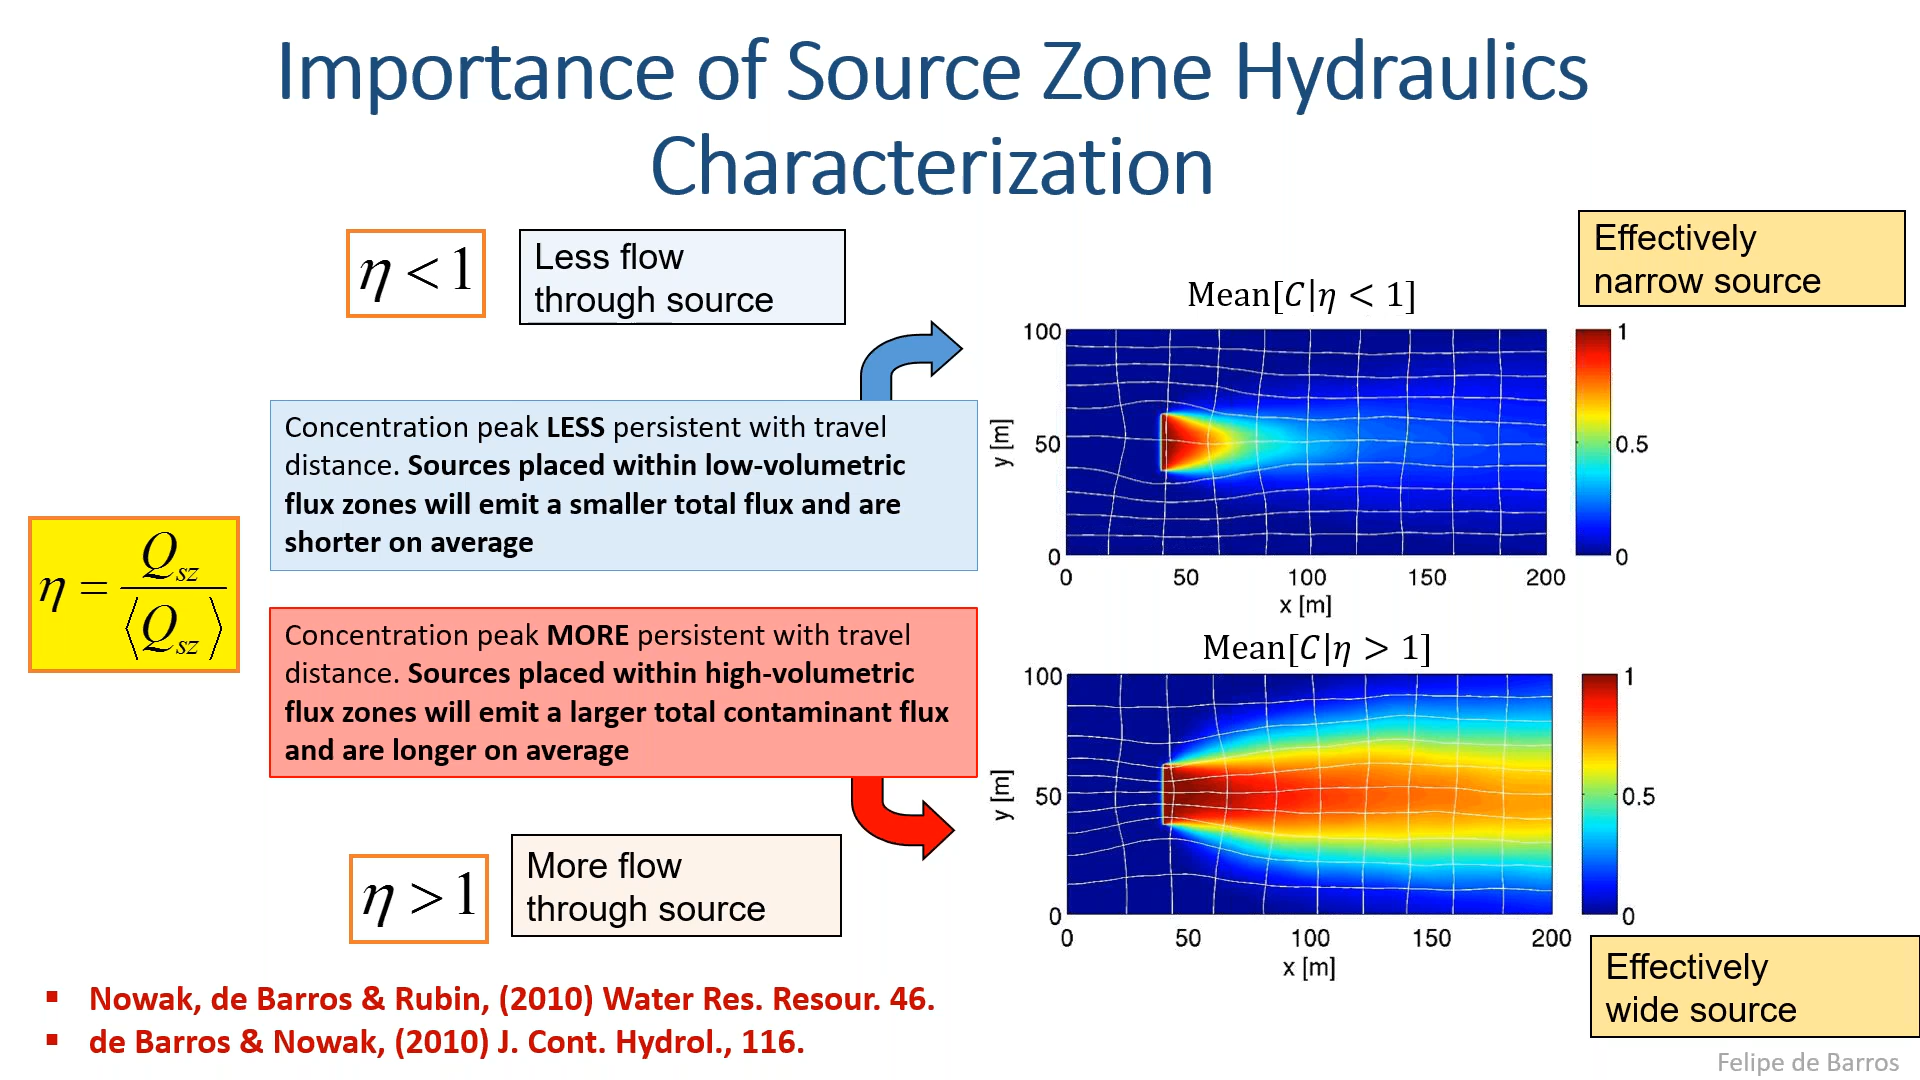 Importance of Source Zone Hydraulics
Characterization
η < 1
Less flow
through source
Effectively
narrow source
Mean[C|η < 1]
Concentration peak LESS persistent with travel
distance. Sources placed within low-volumetric
flux zones will emit a smaller total flux and are
shorter on average
η = Q_sz / ⟨Q_sz⟩
Concentration peak MORE persistent with travel
distance. Sources placed within high-volumetric
flux zones will emit a larger total contaminant flux
and are longer on average
100
50
0
y [m]
0 50 100 150 200
x [m]
1
0.5
0
Mean[C|η > 1]
100
50
0
y [m]
0 50 100 150 200
x [m]
1
0.5
0
η > 1
More flow
through source
Effectively
wide source
▪ Nowak, de Barros & Rubin, (2010) Water Res. Resour. 46.
▪ de Barros & Nowak, (2010) J. Cont. Hydrol., 116.
Felipe de Barros